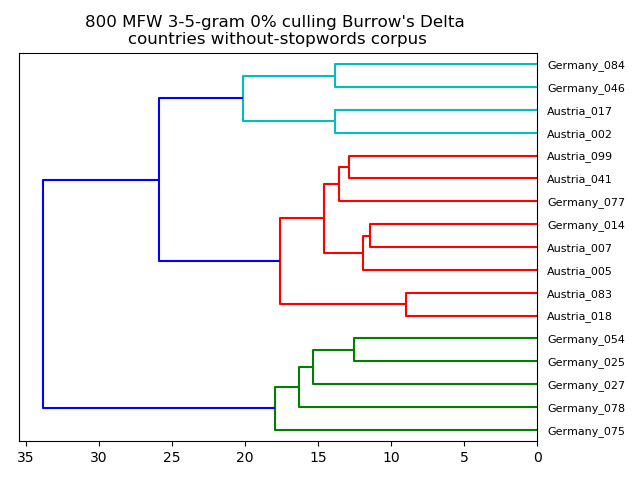 800 MFW 3-5-gram 0% culling Burrow's Delta
countries without-stopwords corpus
Germany_084
Germany_046
Austria_017
Austria_002
Austria_099
Austria_041
Germany_077
Germany_014
Austria_007
Austria_005
Austria_083
Austria_018
Germany_054
Germany_025
Germany_027
Germany_078
Germany_075
35 30 25 20 15 10 5 0